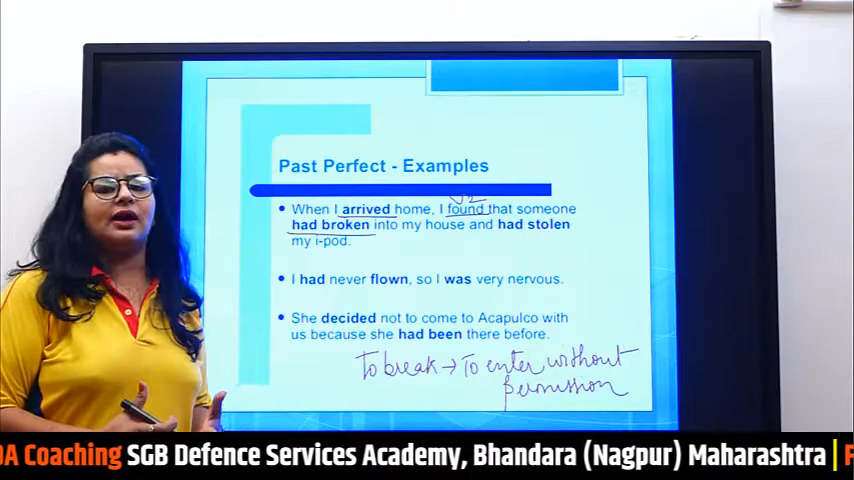 Past Perfect - Examples
V2
• When I arrived home, I found that someone
had broken into my house and had stolen
my i-pod.
• I had never flown, so I was very nervous.
• She decided not to come to Acapulco with
us because she had been there before.
To break → To enter without
permission
OA Coaching SGB Defence Services Academy, Bhandara (Nagpur) Maharashtra | F